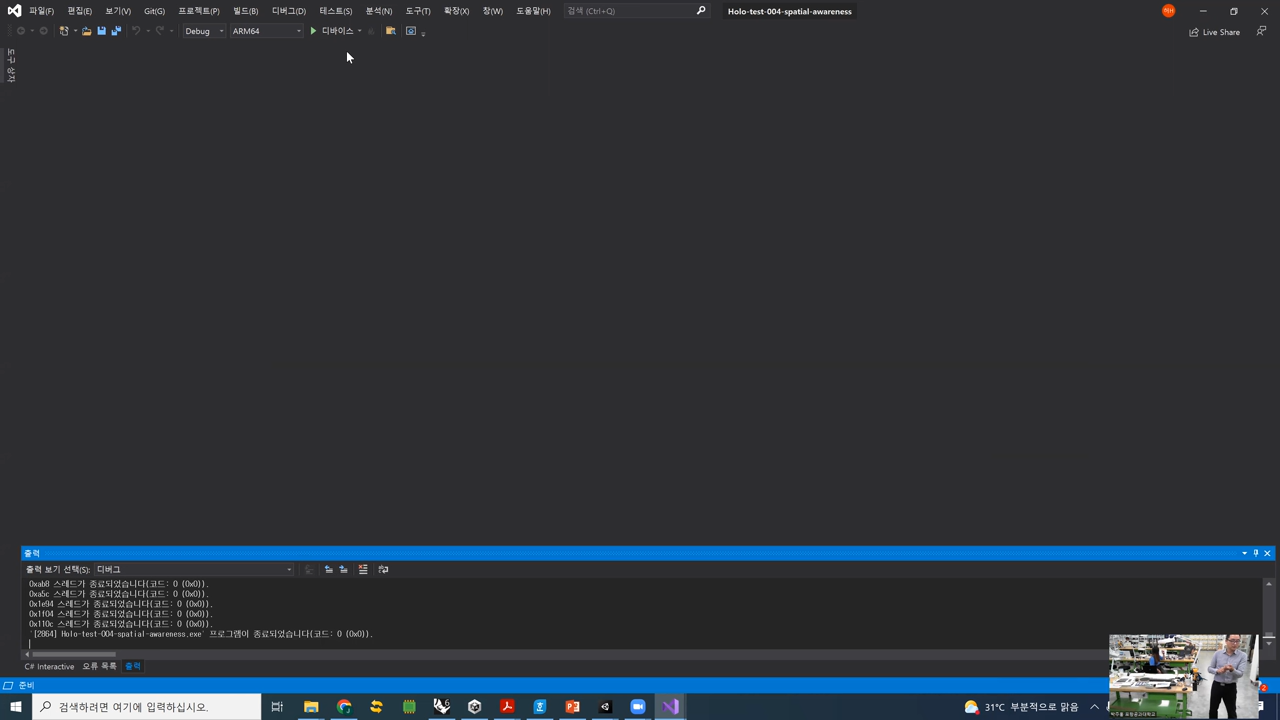 파일(F) 편집(E) 보기(V) Git(G) 프로젝트(P) 빌드(B) 디버그(D) 테스트(S) 분석(N) 도구(T) 확장(X) 창(W) 도움말(H) 검색 (Ctrl+Q) Holo-test-004-spatial-awareness
Debug ARM64 디바이스 Live Share
도구 상자
출력
출력 보기 선택(S): 디버그
0xab8 스레드가 종료되었습니다(코드: 0 (0x0)).
0xa5c 스레드가 종료되었습니다(코드: 0 (0x0)).
0x1e94 스레드가 종료되었습니다(코드: 0 (0x0)).
0x1f04 스레드가 종료되었습니다(코드: 0 (0x0)).
0x110c 스레드가 종료되었습니다(코드: 0 (0x0)).
'[2864] Holo-test-004-spatial-awareness.exe' 프로그램이 종료되었습니다(코드: 0 (0x0)).
C# Interactive 오류 목록 출력
준비
검색하려면 여기에 입력하십시오. 31°C 부분적으로 맑음